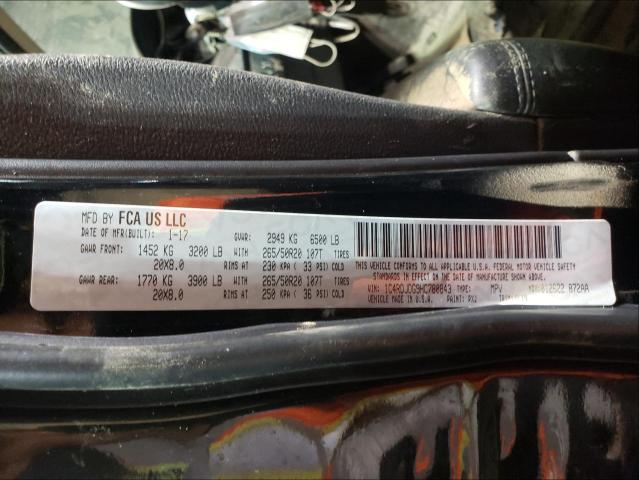 MFD BY FCA US LLC
DATE OF MFR(BUILT): 1-17 GVWR: 2949 KG 6500 LB
GAWR FRONT: 1452 KG 3200 LB WITH 265/50R20 107T TIRES
20X8.0 RIMS AT 230 KPA ( 33 PSI) COLD
GAWR REAR: 1770 KG 3900 LB WITH 265/50R20 107T TIRES
20X8.0 RIMS AT 250 KPA ( 36 PSI) COLD
THIS VEHICLE CONFORMS TO ALL APPLICABLE U.S.A. FEDERAL MOTOR VEHICLE SAFETY
STANDARDS IN EFFECT ON THE DATE OF MANUFACTURE SHOWN ABOVE.
VIN: 1C4RDJDG9HC780843 TYPE: MPV
VEHICLE MADE IN U.S.A. PAINT: PX8